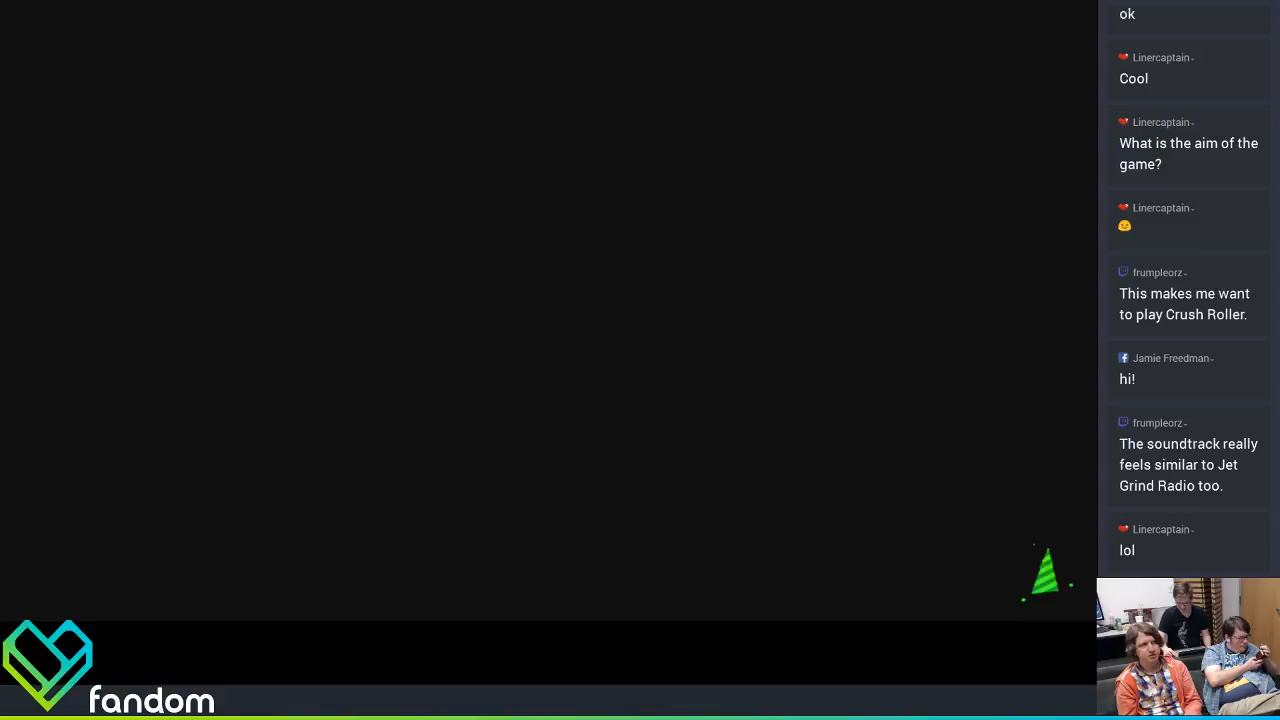 ok
Linercaptain
Cool
Linercaptain
What is the aim of the
game?
Linercaptain
frumpleorz
This makes me want
to play Crush Roller.
Jamie Freedman
hi!
frumpleorz
The soundtrack really
feels similar to Jet
Grind Radio too.
Linercaptain
lol
fandom